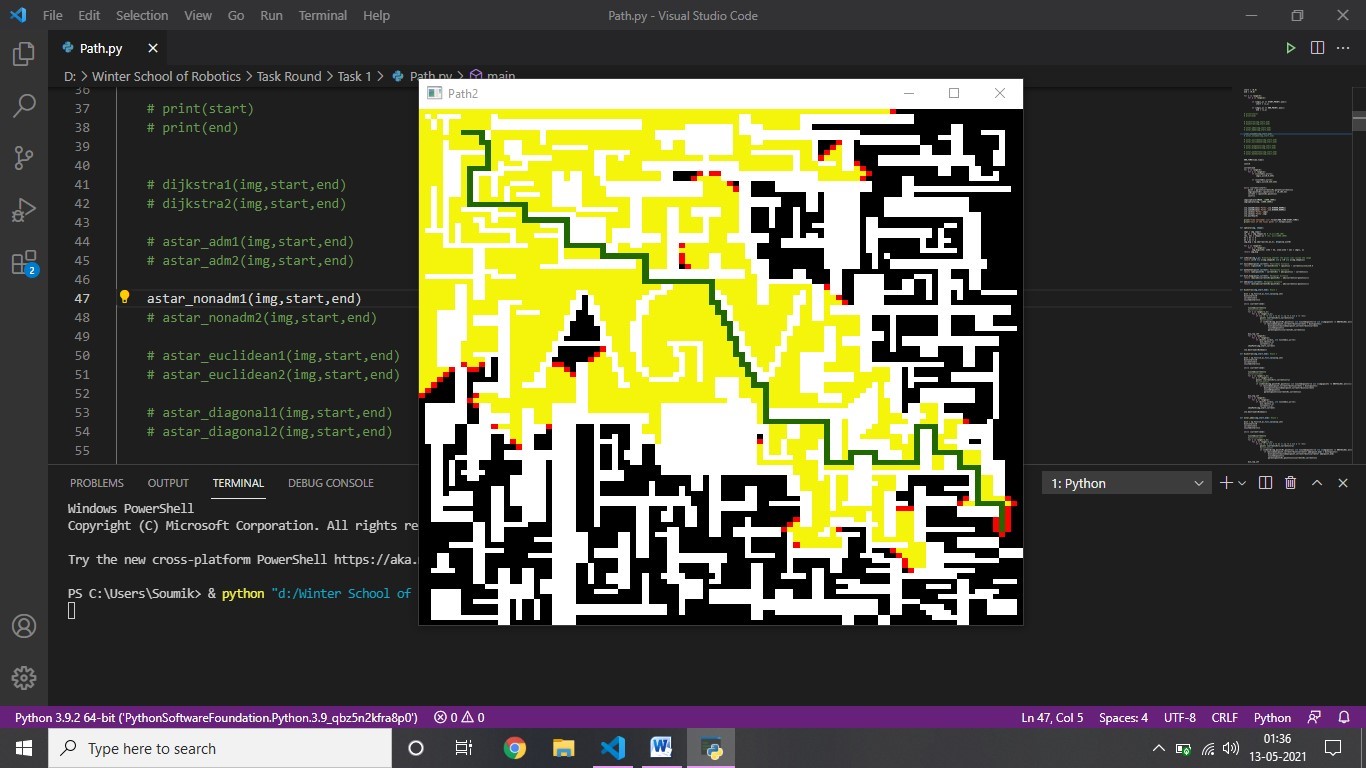 File Edit Selection View Go Run Terminal Help
Path.py - Visual Studio Code
Path.py
D: > Winter School of Robotics > Task Round > Task 1 > Path.py > main
Path2
36
37 # print(start)
38 # print(end)
39
40
41 # dijkstra1(img,start,end)
42 # dijkstra2(img,start,end)
43
44 # astar_adm1(img,start,end)
45 # astar_adm2(img,start,end)
46
47 astar_nonadm1(img,start,end)
48 # astar_nonadm2(img,start,end)
49
50 # astar_euclidean1(img,start,end)
51 # astar_euclidean2(img,start,end)
52
53 # astar_diagonal1(img,start,end)
54 # astar_diagonal2(img,start,end)
55
2
PROBLEMS OUTPUT TERMINAL DEBUG CONSOLE
1: Python
Windows PowerShell
Copyright (C) Microsoft Corporation. All rights re
Try the new cross-platform PowerShell https://aka.
PS C:\Users\Soumik> & python "d:/Winter School of
Python 3.9.2 64-bit ('PythonSoftwareFoundation.Python.3.9_qbz5n2kfra8p0') 0 0
Ln 47, Col 5 Spaces: 4 UTF-8 CRLF Python
Type here to search
01:36
13-05-2021